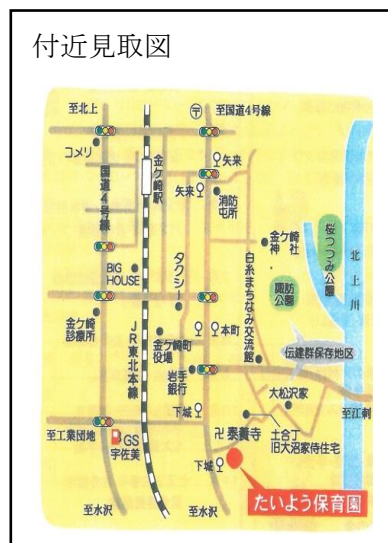 付近見取図
至北上
〒
至国道4号線
コメリ
国道4号線
金ケ崎駅
矢来
矢来
消防
屯所
金ケ崎
神社
桜つつみ公園
北上川
BIG
HOUSE
タクシー
白糸まちなみ交流館
諏訪
公園
金ケ崎
診療所
JR東北本線
金ケ崎町
役場
本町
伝建群保存地区
岩手
銀行
大松沢家
下城
至江刺
至工業団地
GS
宇佐美
卍泰養寺
土合丁
旧大沼家侍住宅
下城
たいよう保育園
至水沢
至水沢